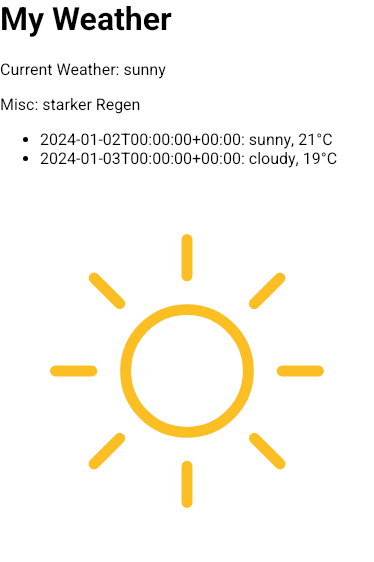 My Weather
Current Weather: sunny
Misc: starker Regen
2024-01-02T00:00:00+00:00: sunny, 21°C
2024-01-03T00:00:00+00:00: cloudy, 19°C